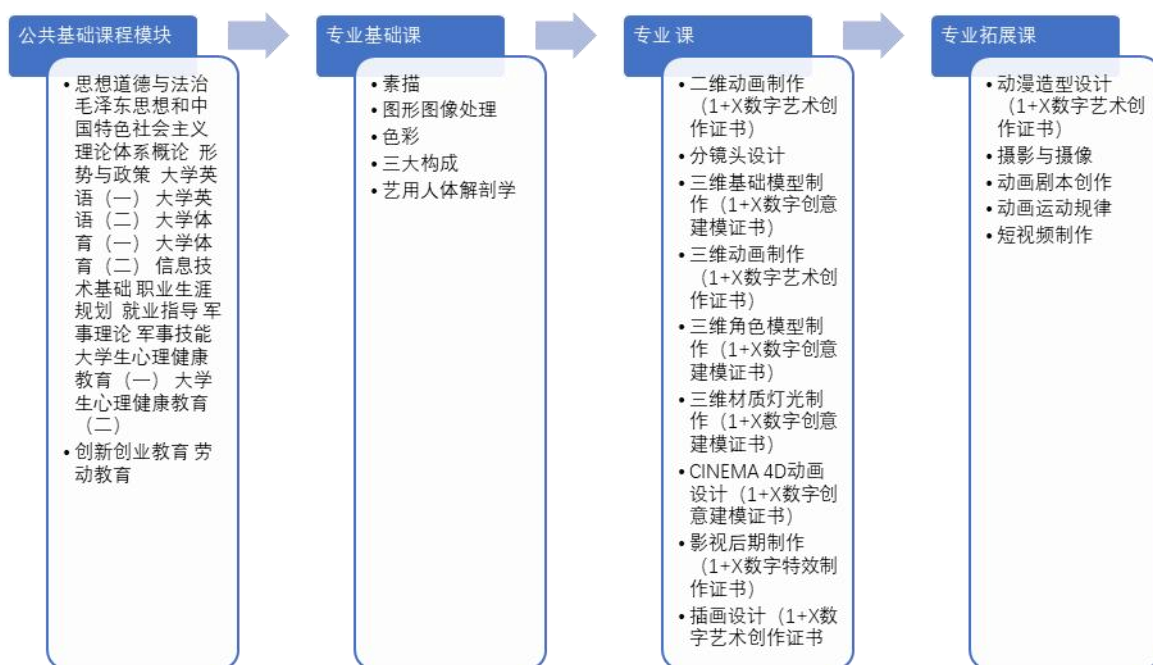 公共基础课程模块
• 思想道德与法治
毛泽东思想和中
国特色社会主义
理论体系概论 形
势与政策 大学英
语（一） 大学英
语（二） 大学体
育（一） 大学体
育（二） 信息技
术基础 职业生涯
规划 就业指导 军
事理论 军事技能
大学生心理健康
教育（一） 大学
生心理健康教育
（二）
• 创新创业教育 劳
动教育
专业基础课
• 素描
• 图形图像处理
• 色彩
• 三大构成
• 艺用人体解剖学
专业 课
• 二维动画制作
（1+X数字艺术创
作证书）
• 分镜头设计
• 三维基础模型制
作（1+X数字创意
建模证书）
• 三维动画制作
（1+X数字艺术创
作证书）
• 三维角色模型制
作（1+X数字创意
建模证书）
• 三维材质灯光制
作（1+X数字创意
建模证书）
• CINEMA 4D动画
设计（1+X数字创
意建模证书）
• 影视后期制作
（1+X数字特效制
作证书）
• 插画设计（1+X数
字艺术创作证书
专业拓展课
• 动漫造型设计
（1+X数字艺术创
作证书）
• 摄影与摄像
• 动画剧本创作
• 动画运动规律
• 短视频制作